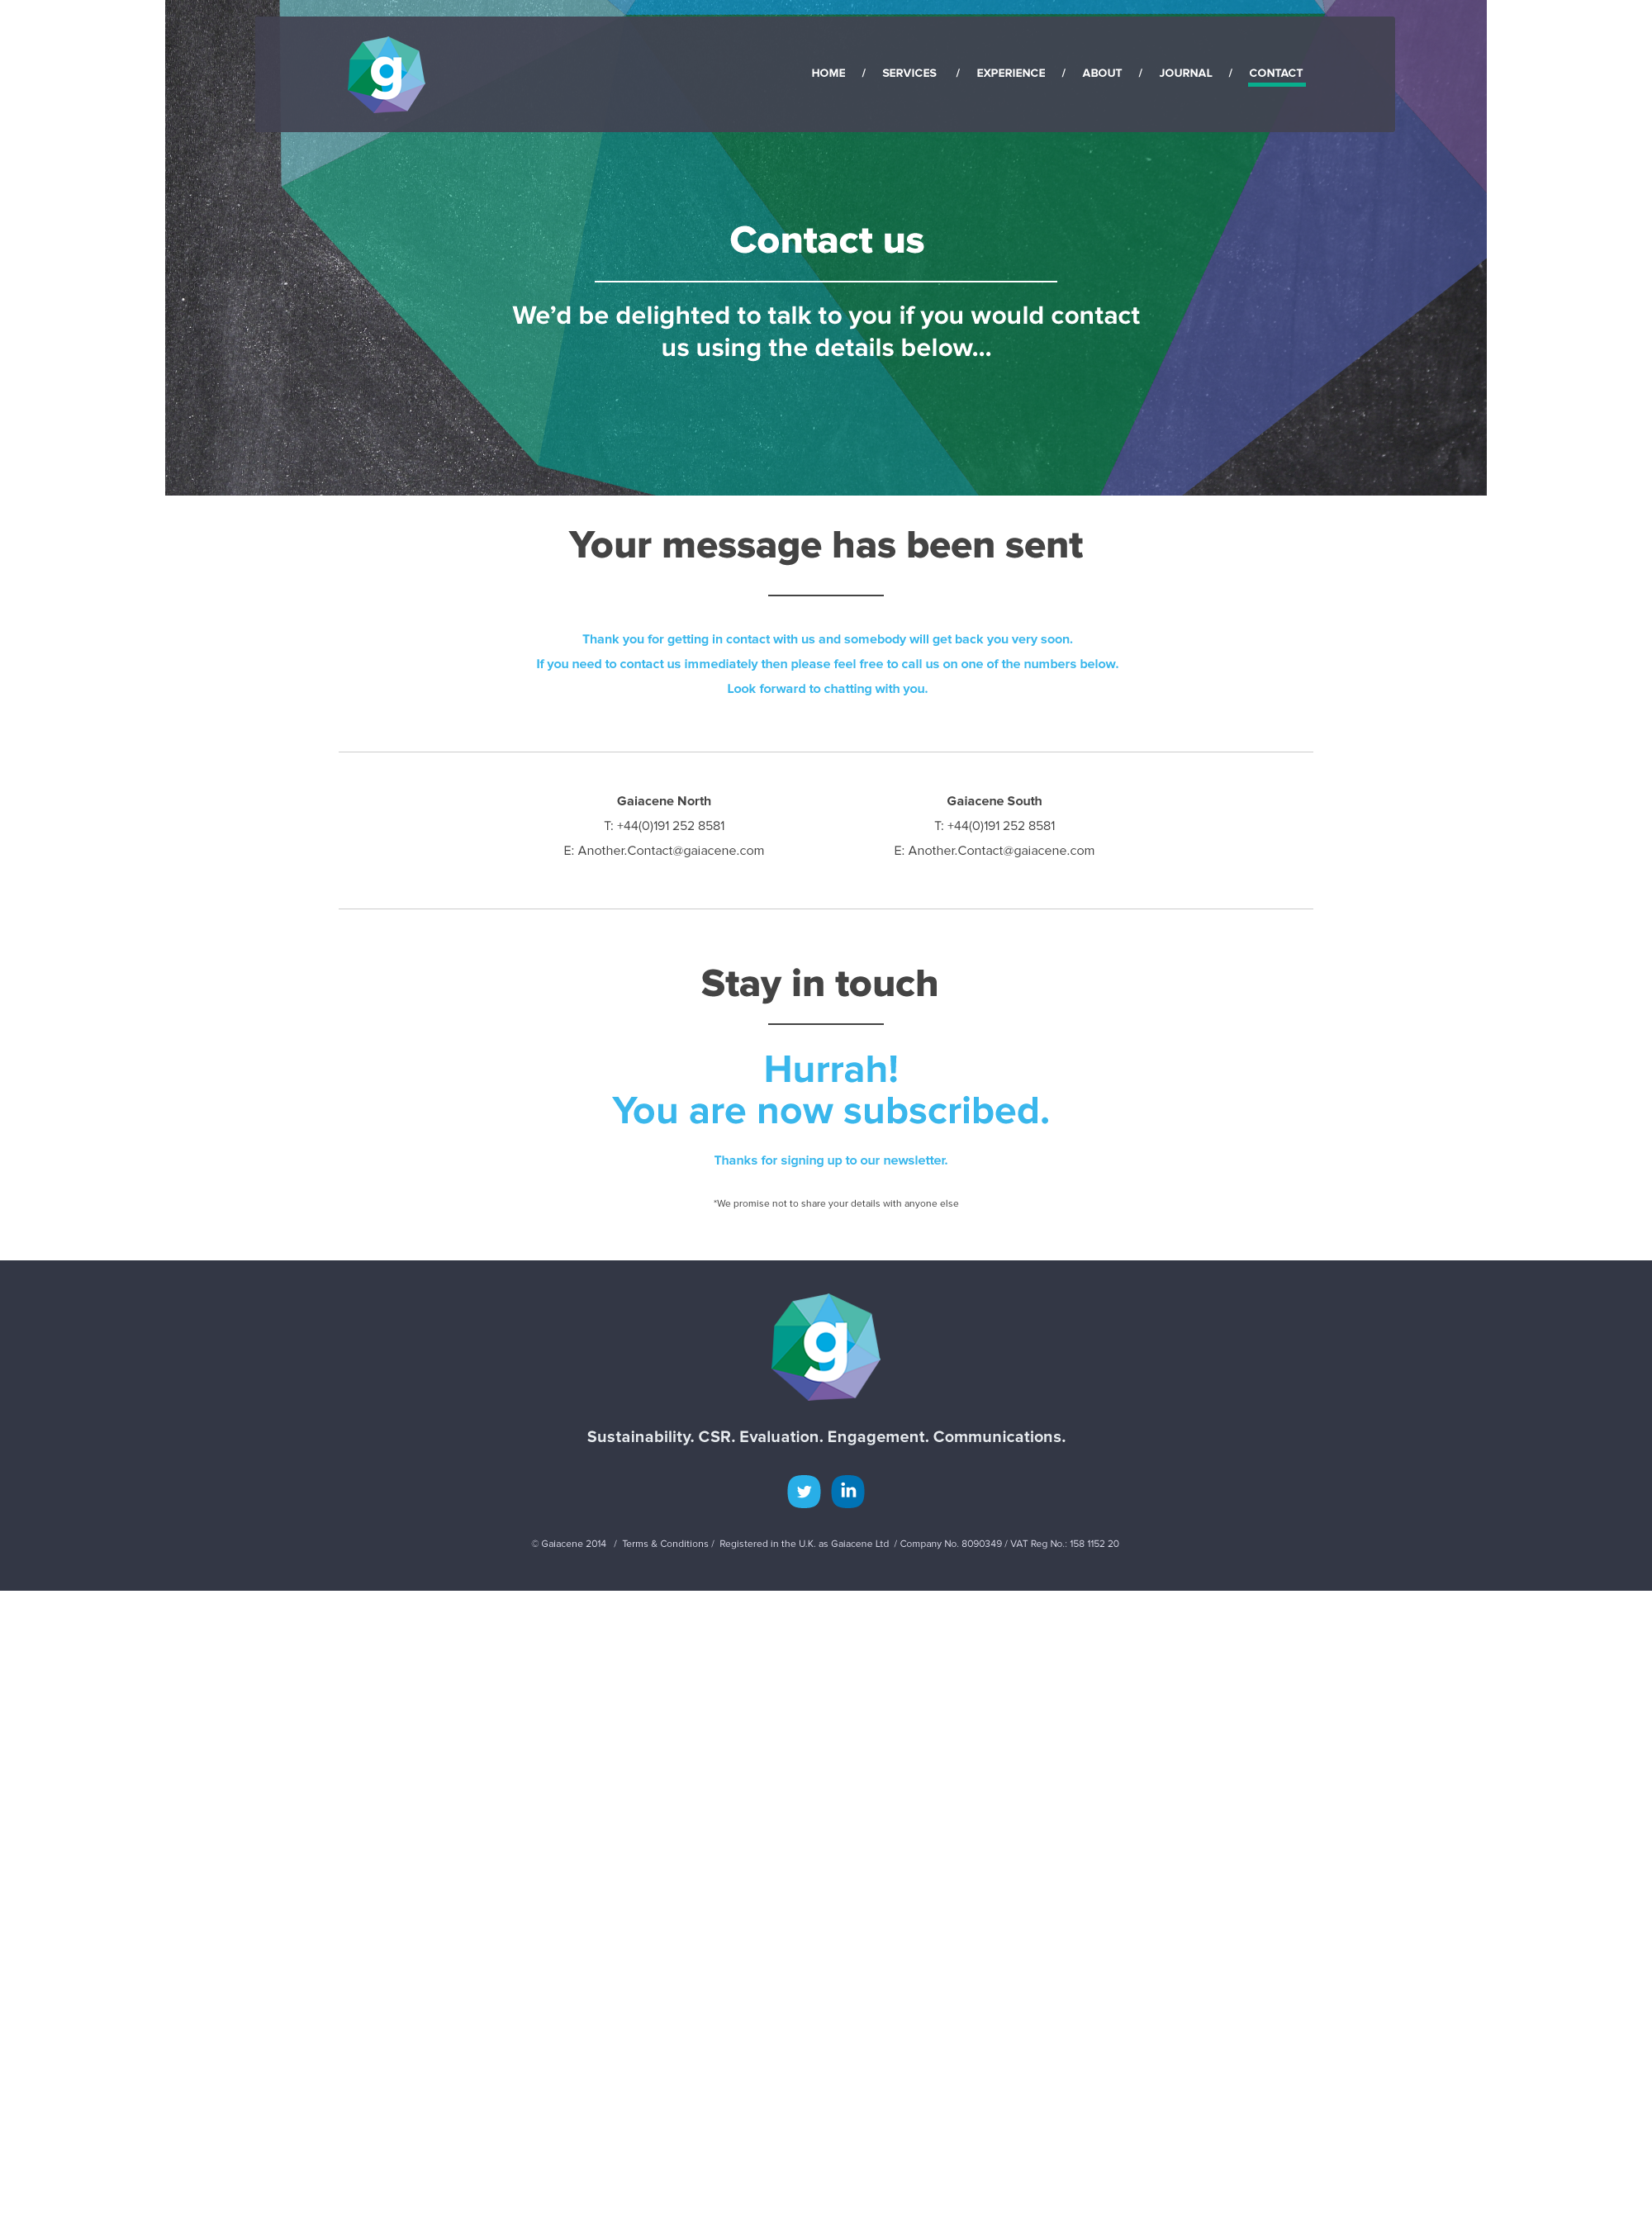 g
HOME / SERVICES / EXPERIENCE / ABOUT / JOURNAL / CONTACT
Contact us
We’d be delighted to talk to you if you would contact
us using the details below...
Your message has been sent
Thank you for getting in contact with us and somebody will get back you very soon.
If you need to contact us immediately then please feel free to call us on one of the numbers below.
Look forward to chatting with you.
Gaiacene North
T: +44(0)191 252 8581
E: Another.Contact@gaiacene.com
Gaiacene South
T: +44(0)191 252 8581
E: Another.Contact@gaiacene.com
Stay in touch
Hurrah!
You are now subscribed.
Thanks for signing up to our newsletter.
*We promise not to share your details with anyone else
g
Sustainability. CSR. Evaluation. Engagement. Communications.
in
© Gaiacene 2014 / Terms & Conditions / Registered in the U.K. as Gaiacene Ltd / Company No. 8090349 / VAT Reg No.: 158 1152 20